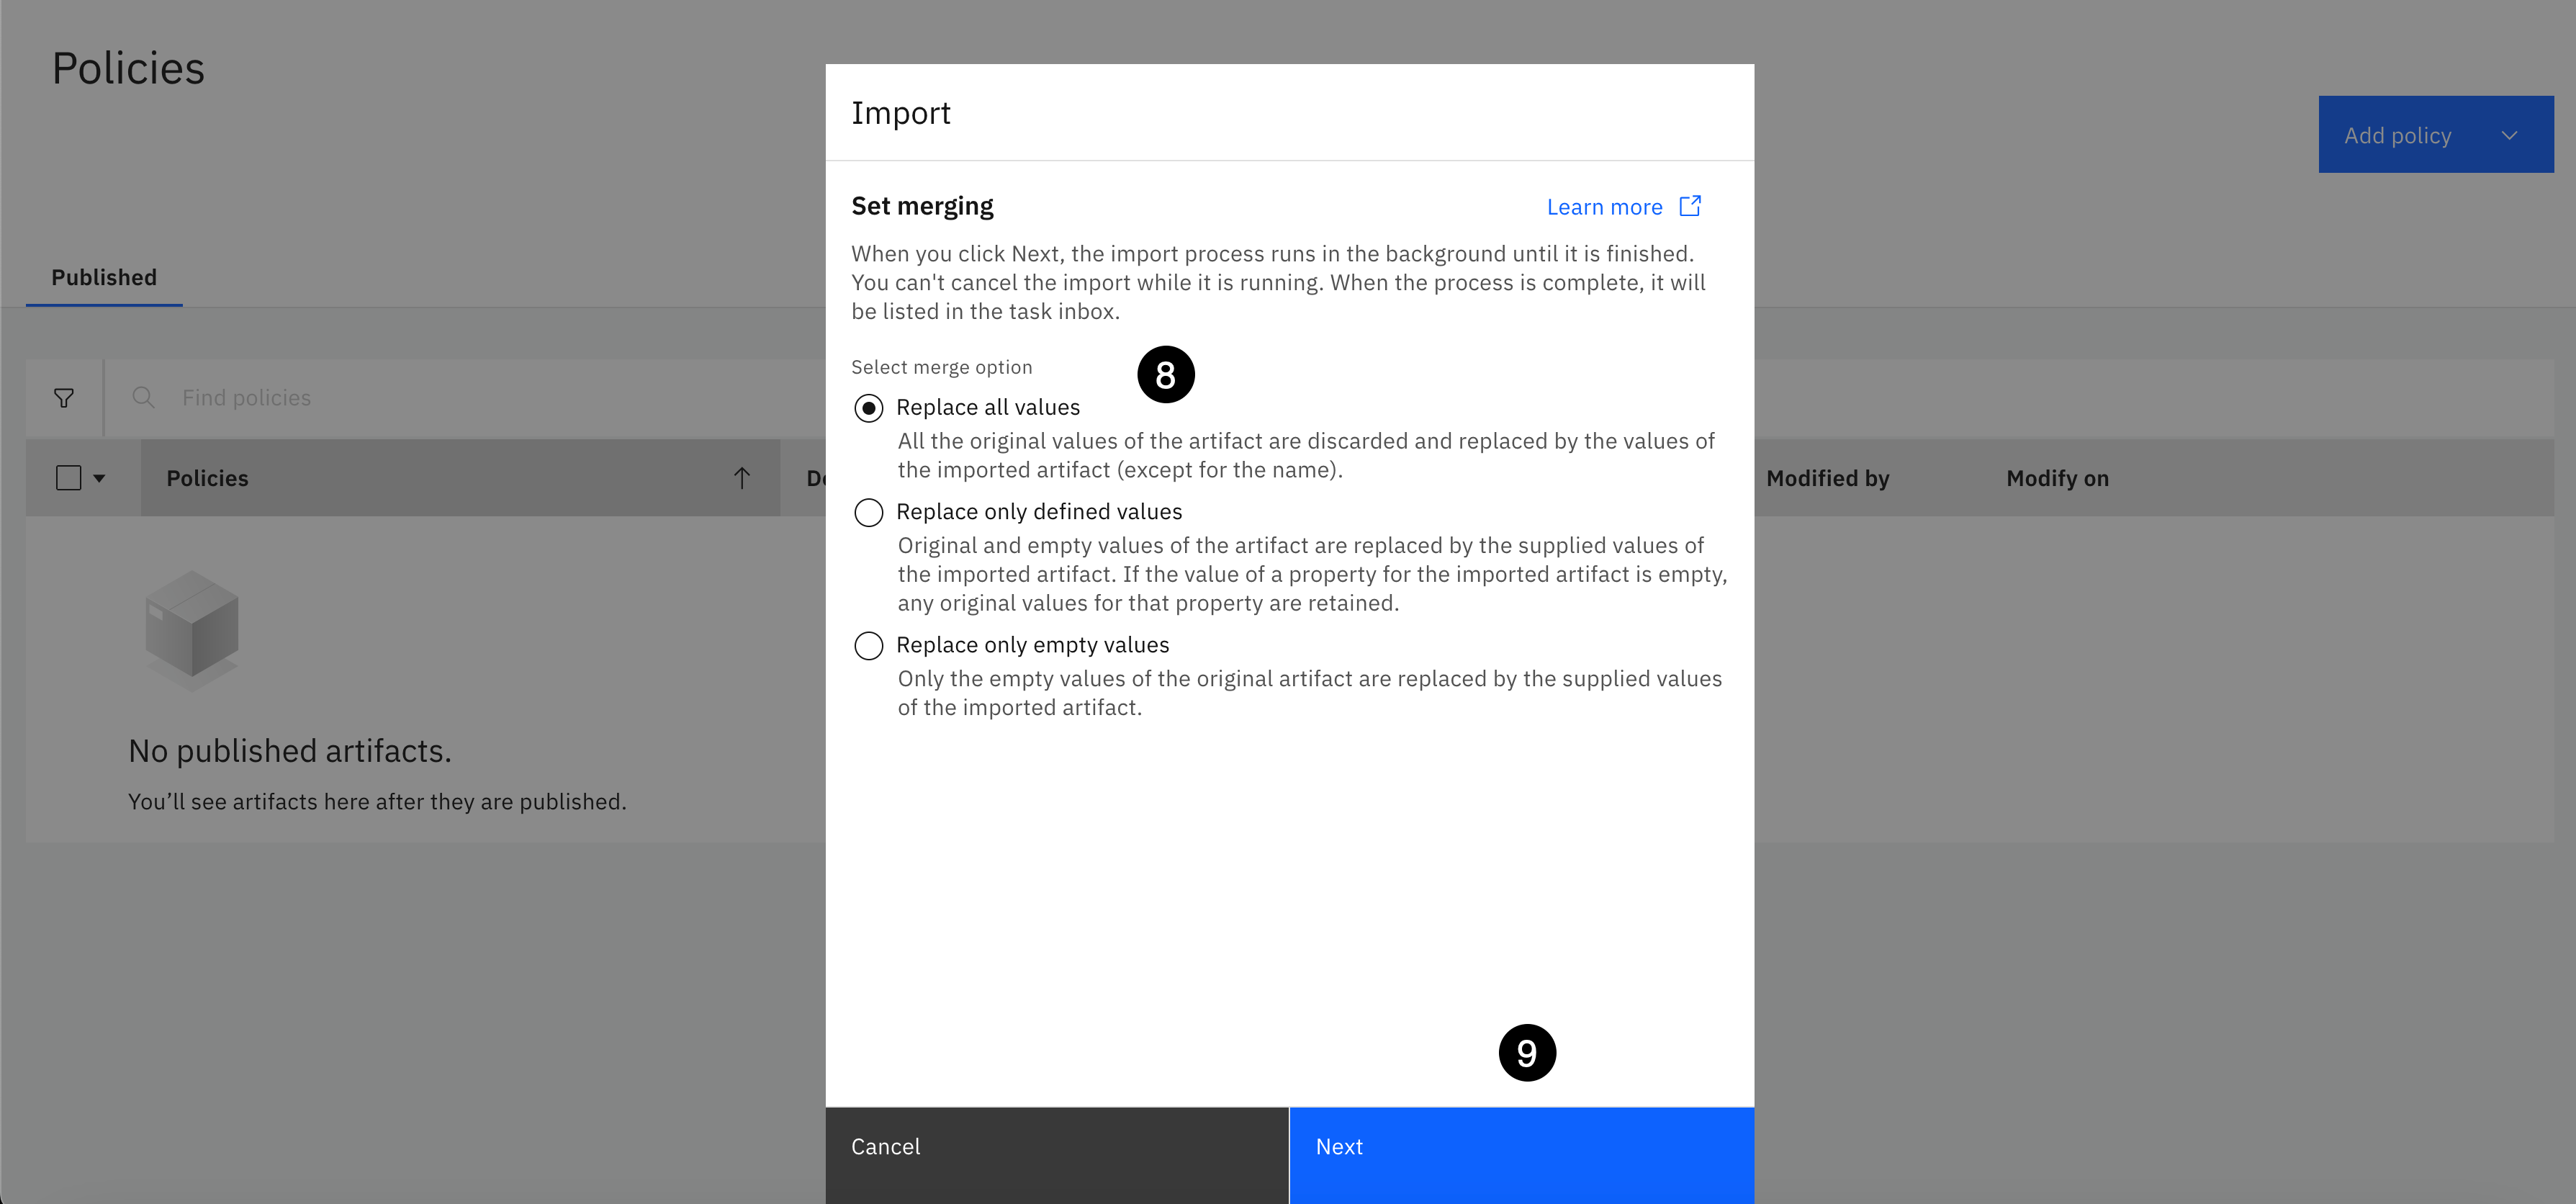 Policies
Add policy
Published
Find policies
Policies
Modified by
Modify on
No published artifacts.
You’ll see artifacts here after they are published.
Import
Set merging
Learn more
When you click Next, the import process runs in the background until it is finished.
You can't cancel the import while it is running. When the process is complete, it will
be listed in the task inbox.
Select merge option
8
Replace all values
All the original values of the artifact are discarded and replaced by the values of
the imported artifact (except for the name).
Replace only defined values
Original and empty values of the artifact are replaced by the supplied values of
the imported artifact. If the value of a property for the imported artifact is empty,
any original values for that property are retained.
Replace only empty values
Only the empty values of the original artifact are replaced by the supplied values
of the imported artifact.
9
Cancel
Next